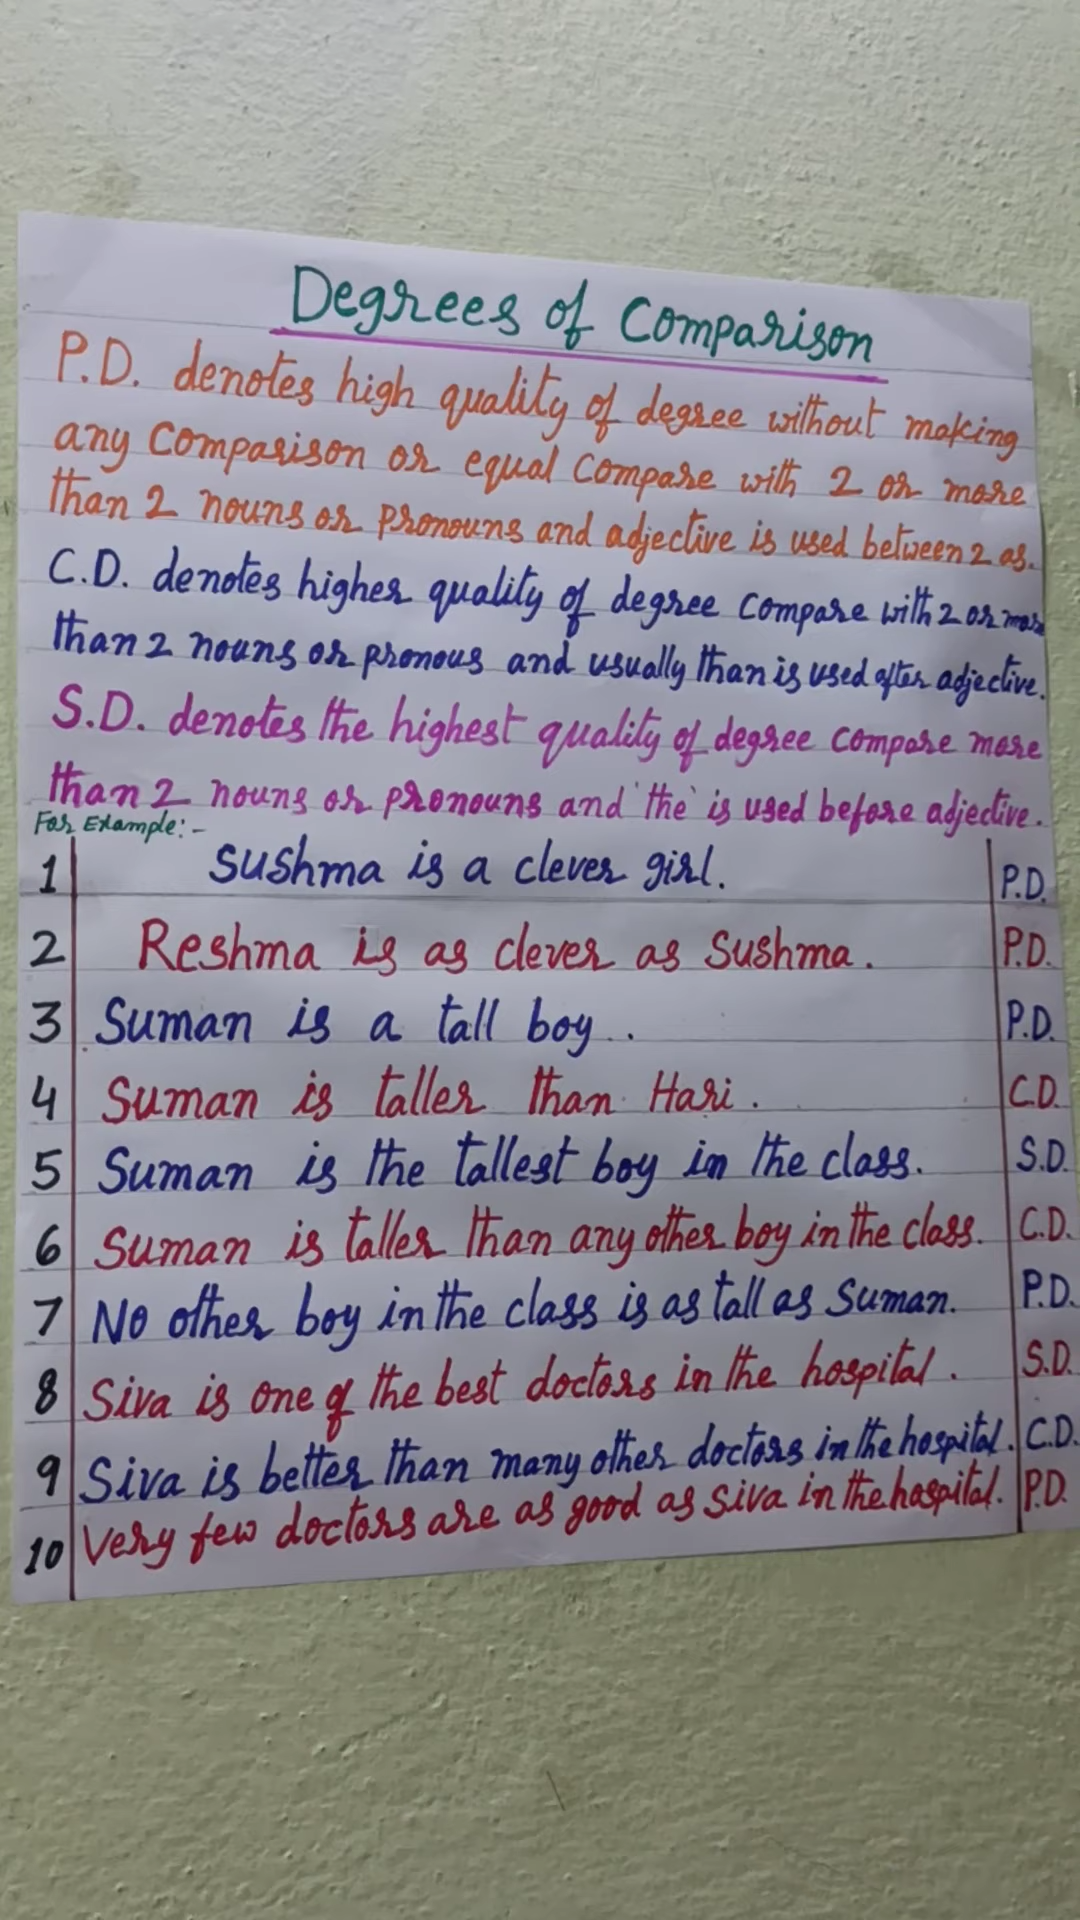 Degrees of Comparison
P.D. denotes high quality of degree without making
any Comparison or equal Compare with 2 or more
than 2 nouns or pronouns and adjective is used between 2 as.
C.D. denotes higher quality of degree Compare with 2 or more
than 2 nouns or pronous and usually than is used after adjective.
S.D. denotes the highest quality of degree compare more
than 2 nouns or pronouns and 'the' is used before adjective.
For Example:-
1 Sushma is a clever girl. P.D.
2 Reshma is as clever as Sushma. P.D.
3 Suman is a tall boy. P.D.
4 Suman is taller than Hari. C.D.
5 Suman is the tallest boy in the class. S.D.
6 Suman is taller than any other boy in the class. C.D.
7 No other boy in the class is as tall as Suman. P.D.
8 Siva is one of the best doctors in the hospital. S.D.
9 Siva is better than many other doctors in the hospital. C.D.
10 Very few doctors are as good as Siva in the hospital. P.D.